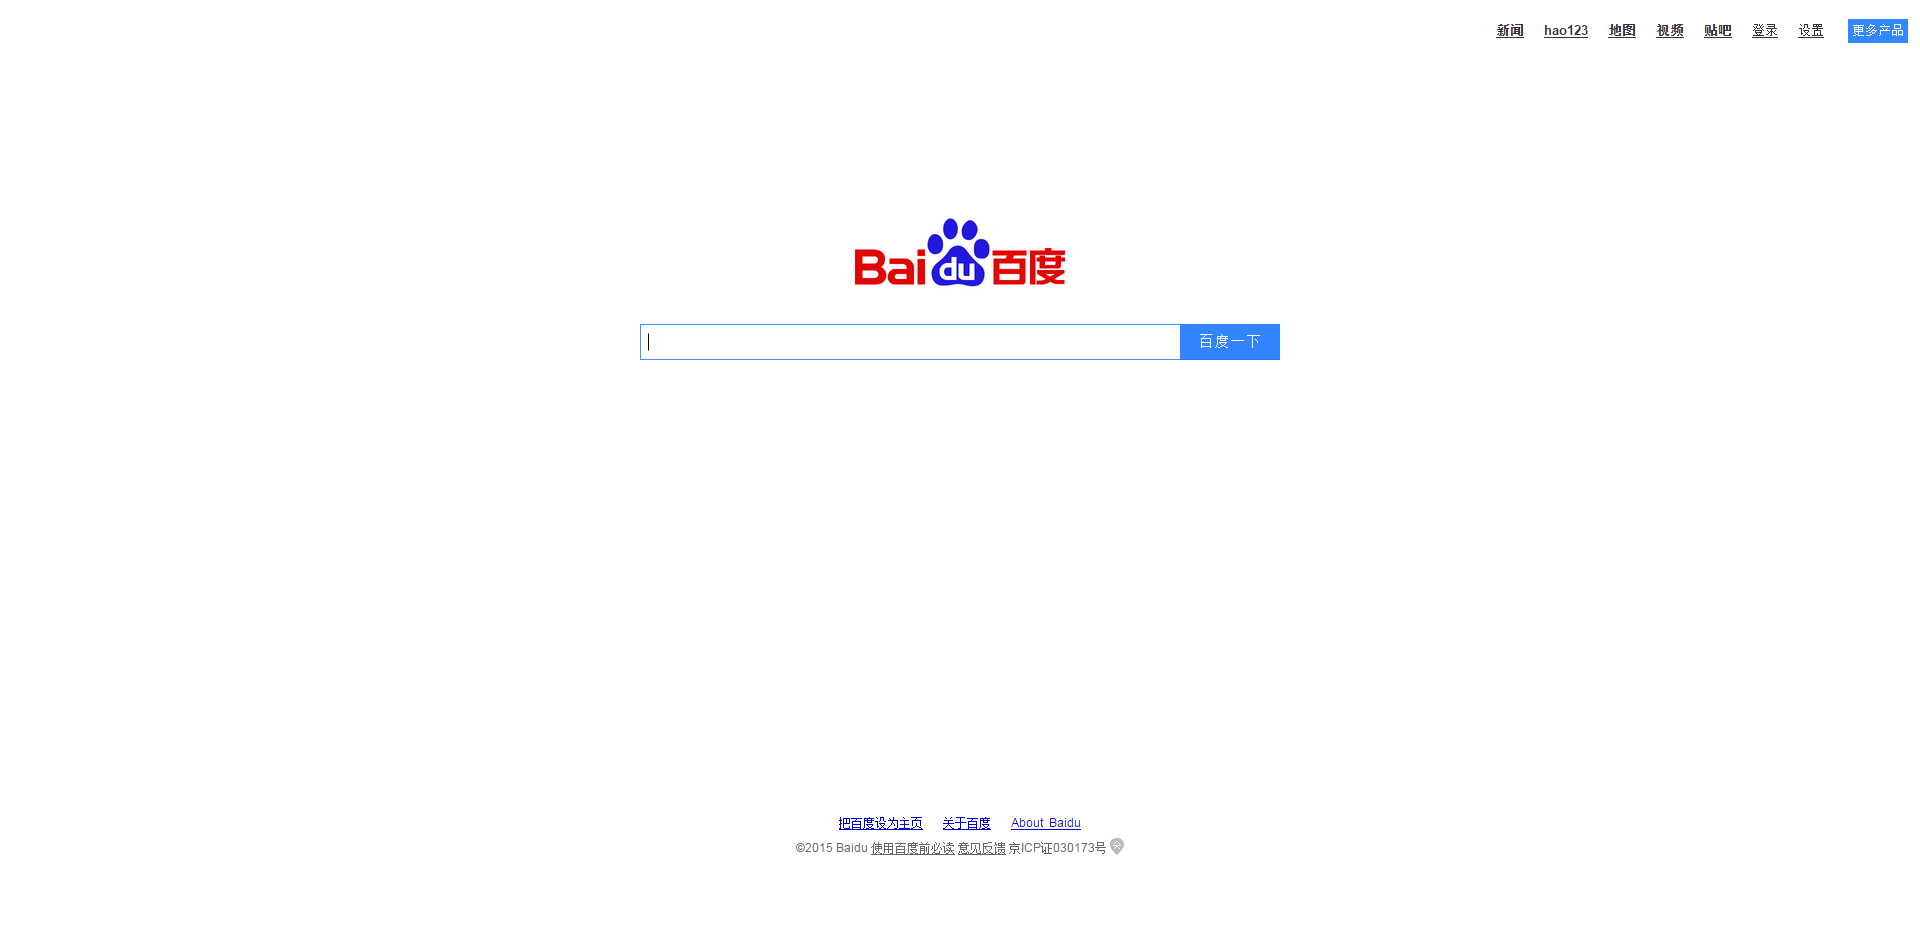 新闻 hao123 地图 视频 贴吧 登录 设置 更多产品
Bai du 百度
百度一下
把百度设为主页 关于百度 About Baidu
©2015 Baidu 使用百度前必读 意见反馈 京ICP证030173号